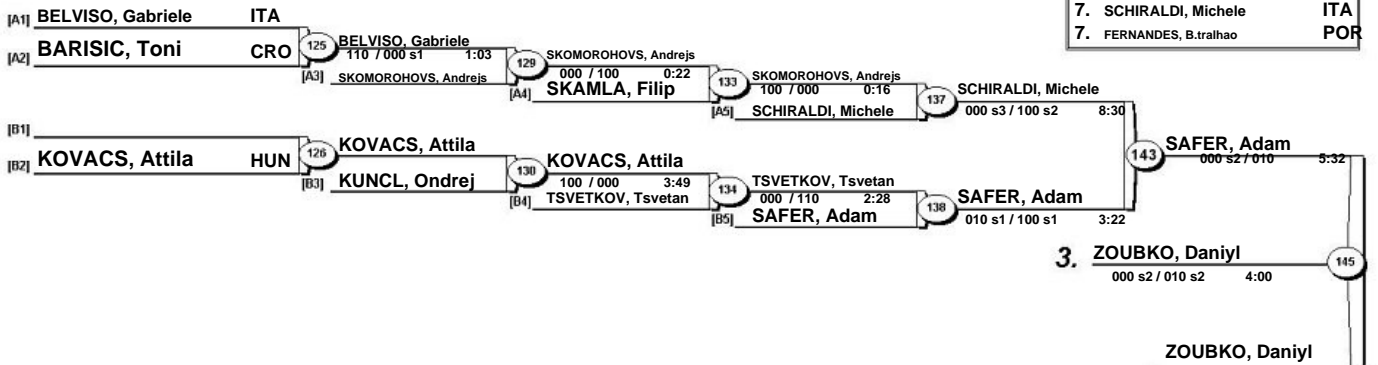 7. SCHIRALDI, Michele ITA
7. FERNANDES, B.tralhao POR
[A1] BELVISO, Gabriele ITA
[A2] BARISIC, Toni CRO
125
BELVISO, Gabriele
110 / 000 s1 1:03
[A3] SKOMOROHOVS, Andrejs
129
SKOMOROHOVS, Andrejs
000 / 100 0:22
[A4] SKAMLA, Filip
133
SKOMOROHOVS, Andrejs
100 / 000 0:16
[A5] SCHIRALDI, Michele
137
SCHIRALDI, Michele
000 s3 / 100 s2 8:30
[B1]
[B2] KOVACS, Attila HUN
126
KOVACS, Attila
[B3] KUNCL, Ondrej
130
KOVACS, Attila
100 / 000 3:49
[B4] TSVETKOV, Tsvetan
134
TSVETKOV, Tsvetan
000 / 110 2:28
[B5] SAFER, Adam
138
SAFER, Adam
010 s1 / 100 s1 3:22
143
SAFER, Adam
000 s2 / 010 5:32
3. ZOUBKO, Daniyl
000 s2 / 010 s2 4:00
145
ZOUBKO, Daniyl